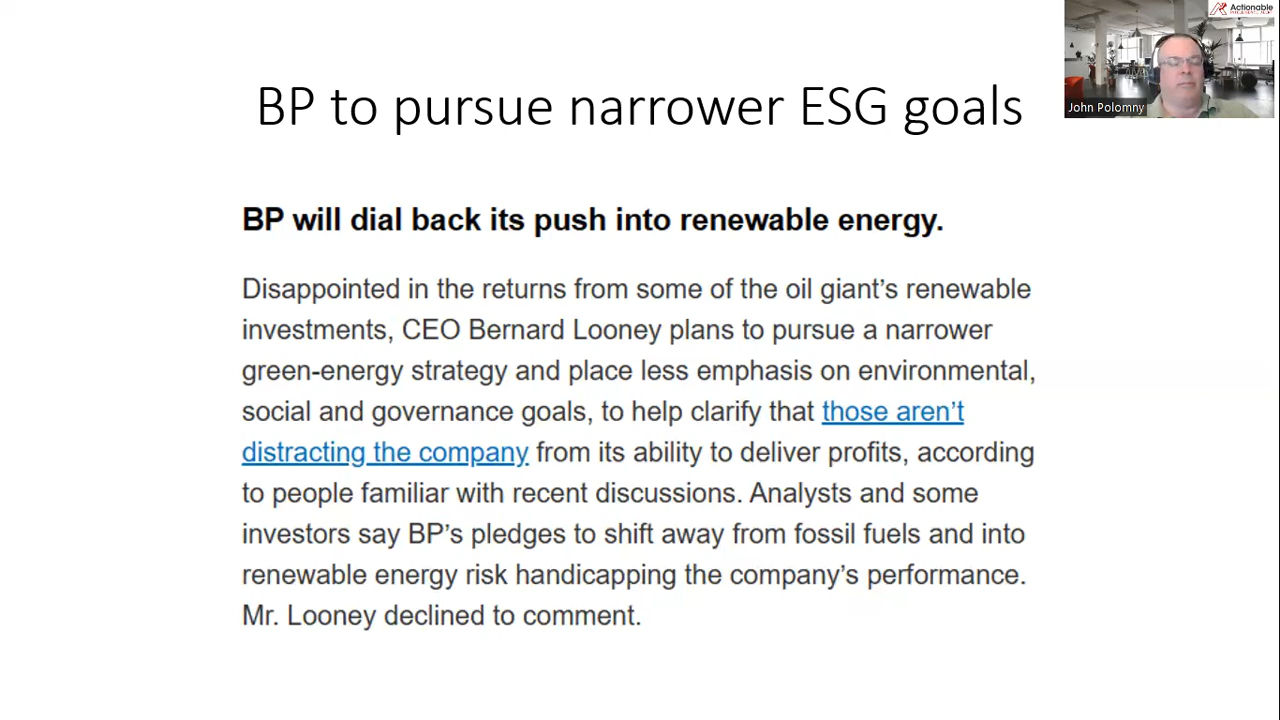 Actionable
John Polomny
BP to pursue narrower ESG goals
BP will dial back its push into renewable energy.
Disappointed in the returns from some of the oil giant’s renewable
investments, CEO Bernard Looney plans to pursue a narrower
green-energy strategy and place less emphasis on environmental,
social and governance goals, to help clarify that those aren’t
distracting the company from its ability to deliver profits, according
to people familiar with recent discussions. Analysts and some
investors say BP’s pledges to shift away from fossil fuels and into
renewable energy risk handicapping the company’s performance.
Mr. Looney declined to comment.